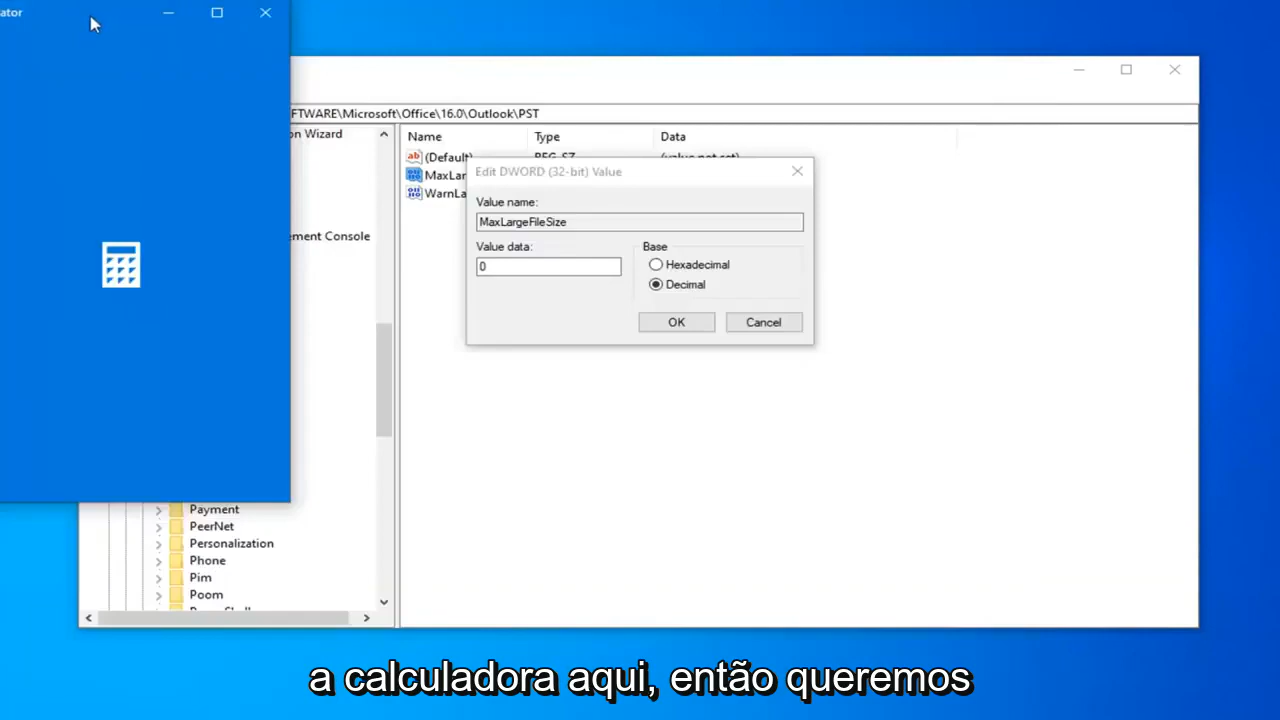 ator
FTWARE\Microsoft\Office\16.0\Outlook\PST
on Wizard
ement Console
Name Type Data
(Default)
MaxLar
WarnLa
Edit DWORD (32-bit) Value
Value name:
MaxLargeFileSize
Value data:
0
Base
Hexadecimal
Decimal
OK Cancel
Payment
PeerNet
Personalization
Phone
Pim
Poom
a calculadora aqui, então queremos